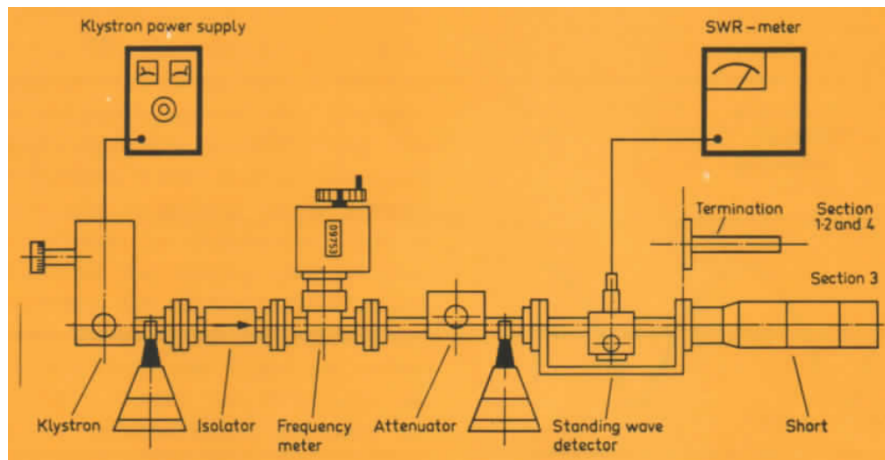 Klystron power supply
SWR-meter
09753
Termination
Section
1·2 and 4
Section 3
Klystron
Isolator
Frequency
meter
Attenuator
Standing wave
detector
Short